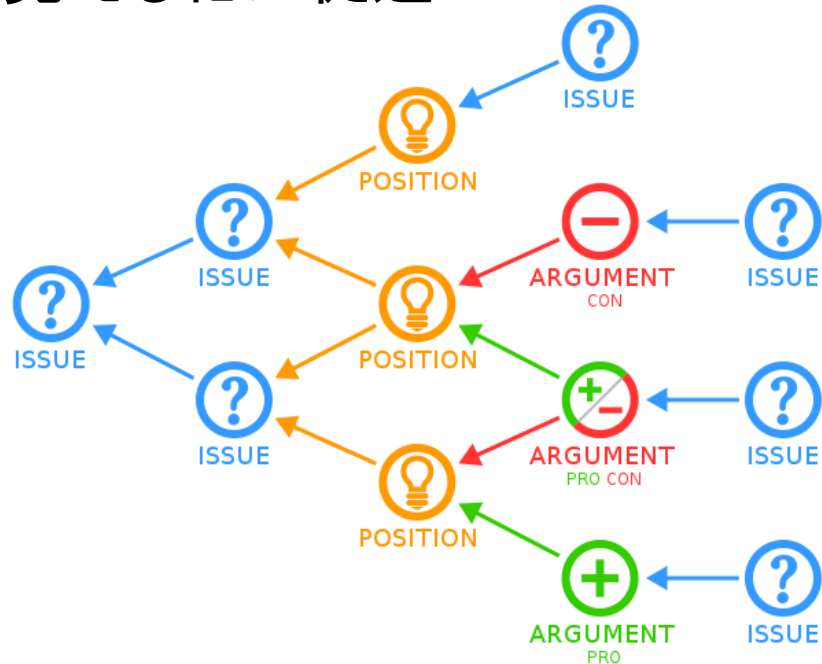 ISSUE
POSITION
ISSUE
ARGUMENT
CON
ISSUE
ISSUE
POSITION
ISSUE
ARGUMENT
PRO CON
ISSUE
POSITION
ARGUMENT
PRO
ISSUE